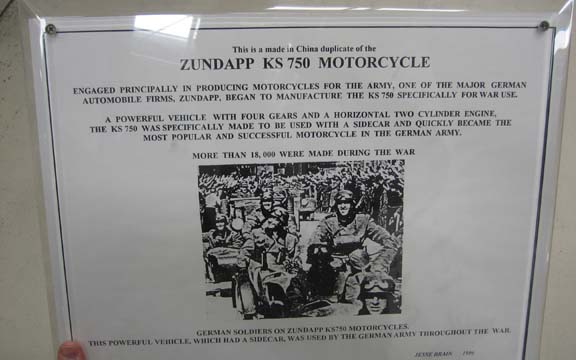 This is a made in China duplicate of the
ZUNDAPP KS 750 MOTORCYCLE
ENGAGED PRINCIPALLY IN PRODUCING MOTORCYCLES FOR THE ARMY, ONE OF THE MAJOR GERMAN
AUTOMOBILE FIRMS, ZUNDAPP, BEGAN TO MANUFACTURE THE KS 750 SPECIFICALLY FOR WAR USE.
A POWERFUL VEHICLE WITH FOUR GEARS AND A HORIZONTAL TWO CYLINDER ENGINE,
THE KS 750 WAS SPECIFICALLY MADE TO BE USED WITH A SIDECAR AND QUICKLY BECAME THE
MOST POPULAR AND SUCCESSFUL MOTORCYCLE IN THE GERMAN ARMY.
MORE THAN 18, 000 WERE MADE DURING THE WAR
GERMAN SOLDIERS ON ZUNDAPP KS750 MOTORCYCLES.
THIS POWERFUL VEHICLE, WHICH HAD A SIDECAR, WAS USED BY THE GERMAN ARMY THROUGHOUT THE WAR.
JESSE BRAIN 1999